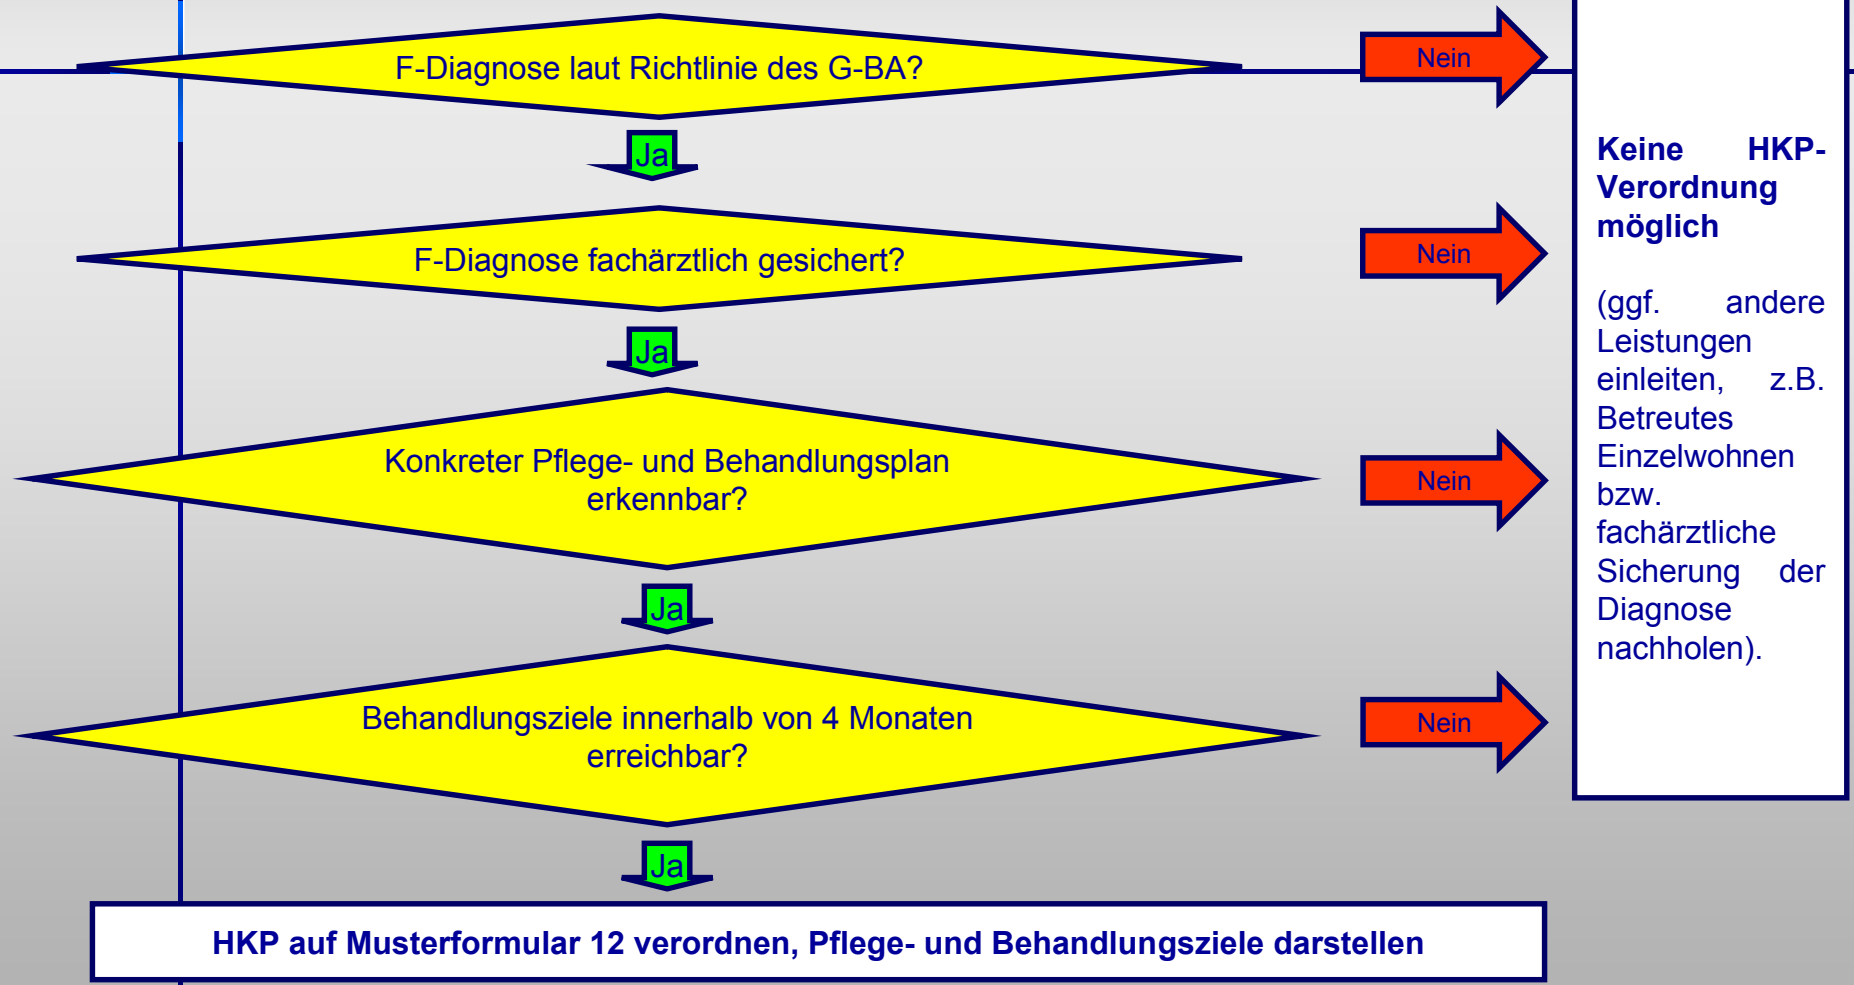 F-Diagnose laut Richtlinie des G-BA?
Nein
Ja
F-Diagnose fachärztlich gesichert?
Nein
Ja
Konkreter Pflege- und Behandlungsplan
erkennbar?
Nein
Ja
Behandlungsziele innerhalb von 4 Monaten
erreichbar?
Nein
Ja
HKP auf Musterformular 12 verordnen, Pflege- und Behandlungsziele darstellen
Keine HKP-
Verordnung
möglich
(ggf. andere
Leistungen
einleiten, z.B.
Betreutes
Einzelwohnen
bzw.
fachärztliche
Sicherung der
Diagnose
nachholen).